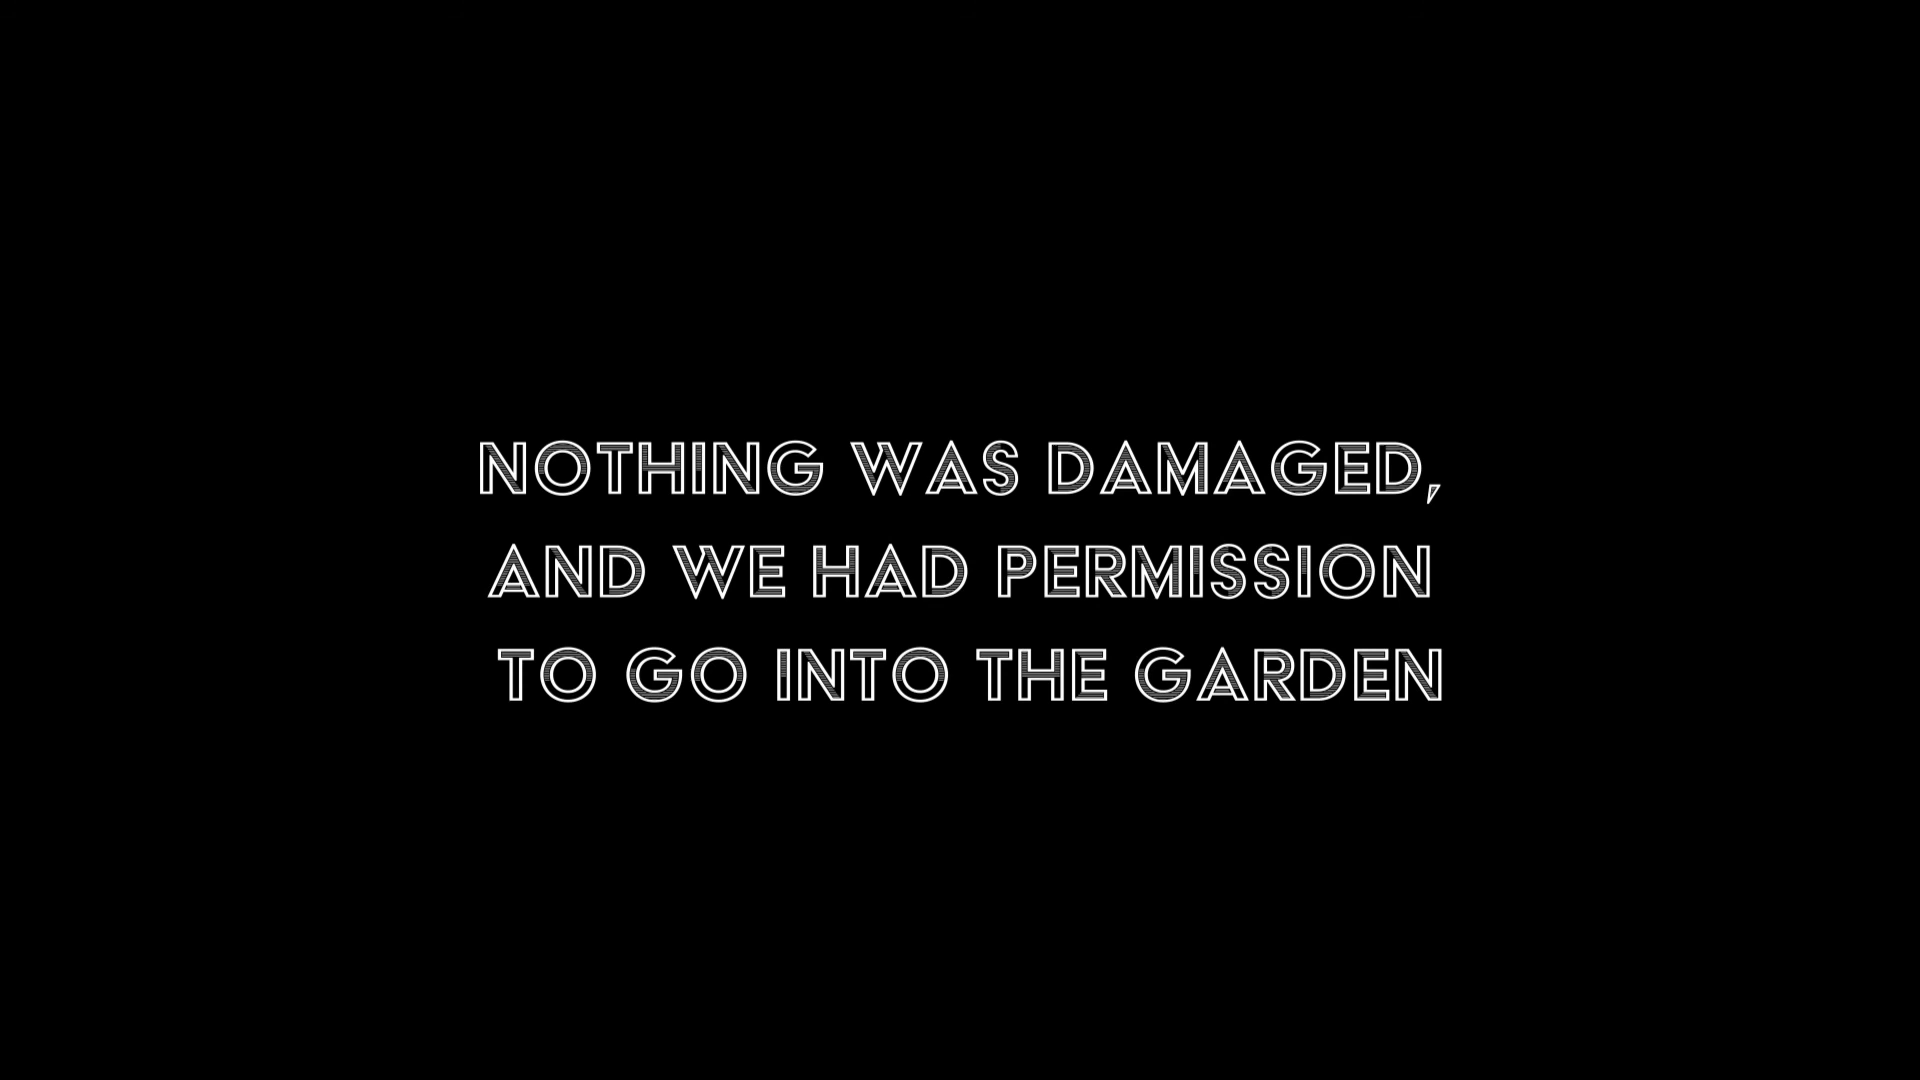 NOTHING WAS DAMAGED,
AND WE HAD PERMISSION
TO GO INTO THE GARDEN